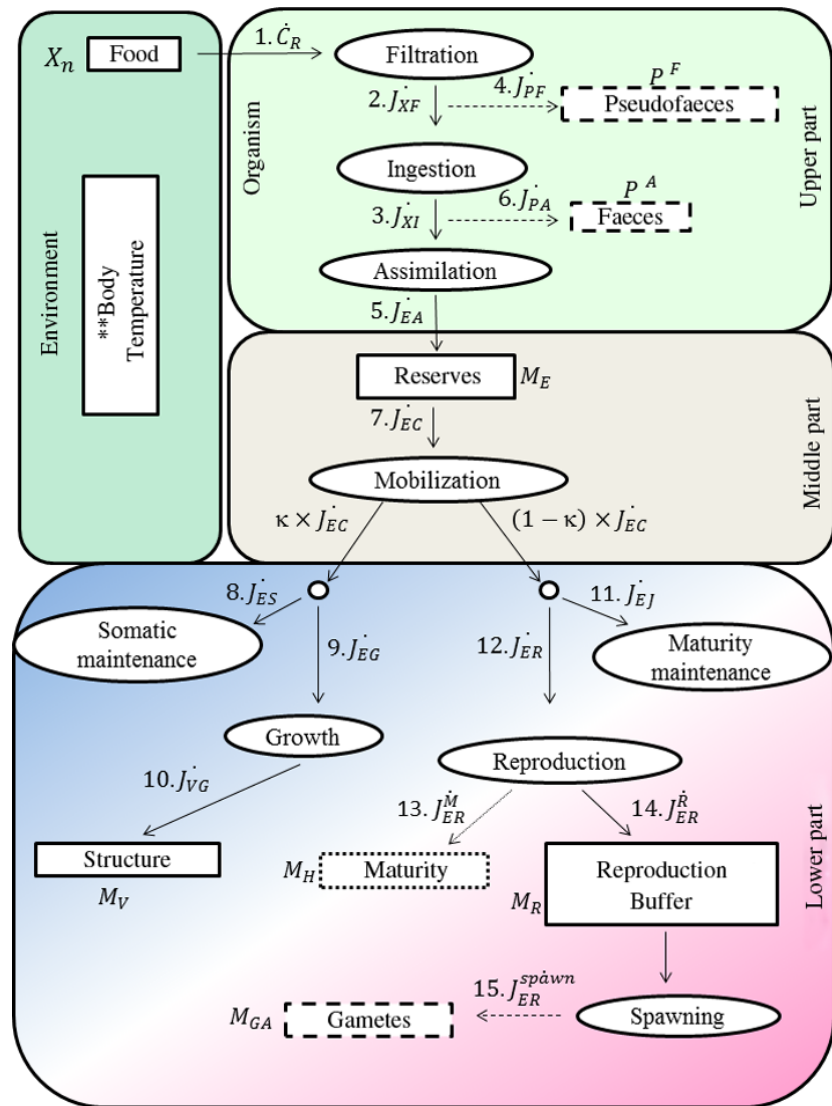 Food
X_n
1. Ċ_R
Filtration
2. J̇_XF
4. J̇_PF
P^F
Pseudofaeces
Organism
Upper part
Ingestion
3. J̇_XI
6. J̇_PA
P^A
Faeces
Assimilation
Environment
**Body
Temperature
5. J̇_EA
Reserves
M_E
7. J̇_EC
Mobilization
Middle part
κ × J̇_EC
(1 − κ) × J̇_EC
8. J̇_ES
11. J̇_EJ
Somatic
maintenance
9. J̇_EG
12. J̇_ER
Maturity
maintenance
Growth
Reproduction
10. J̇_VG
13. J_ER^Ṁ
14. J_ER^Ṙ
Structure
M_V
M_H
Maturity
M_R
Reproduction
Buffer
Lower part
15. J_ER^spȧwn
M_GA
Gametes
Spawning